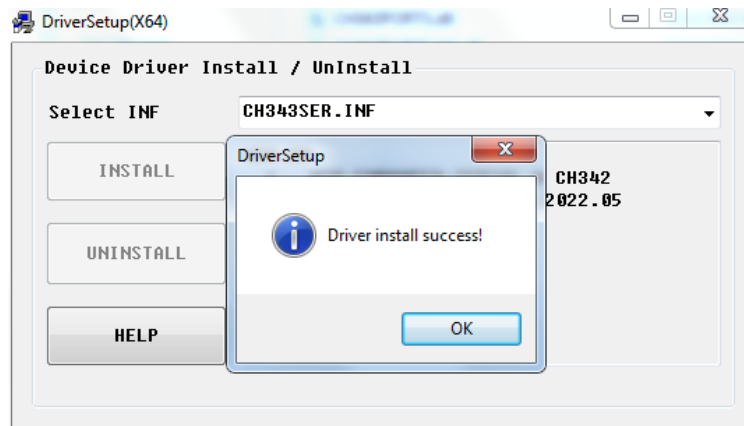 DriverSetup(X64)
Device Driver Install / UnInstall
Select INF
CH343SER.INF
INSTALL
UNINSTALL
HELP
CH342
2022.05
DriverSetup
Driver install success!
OK